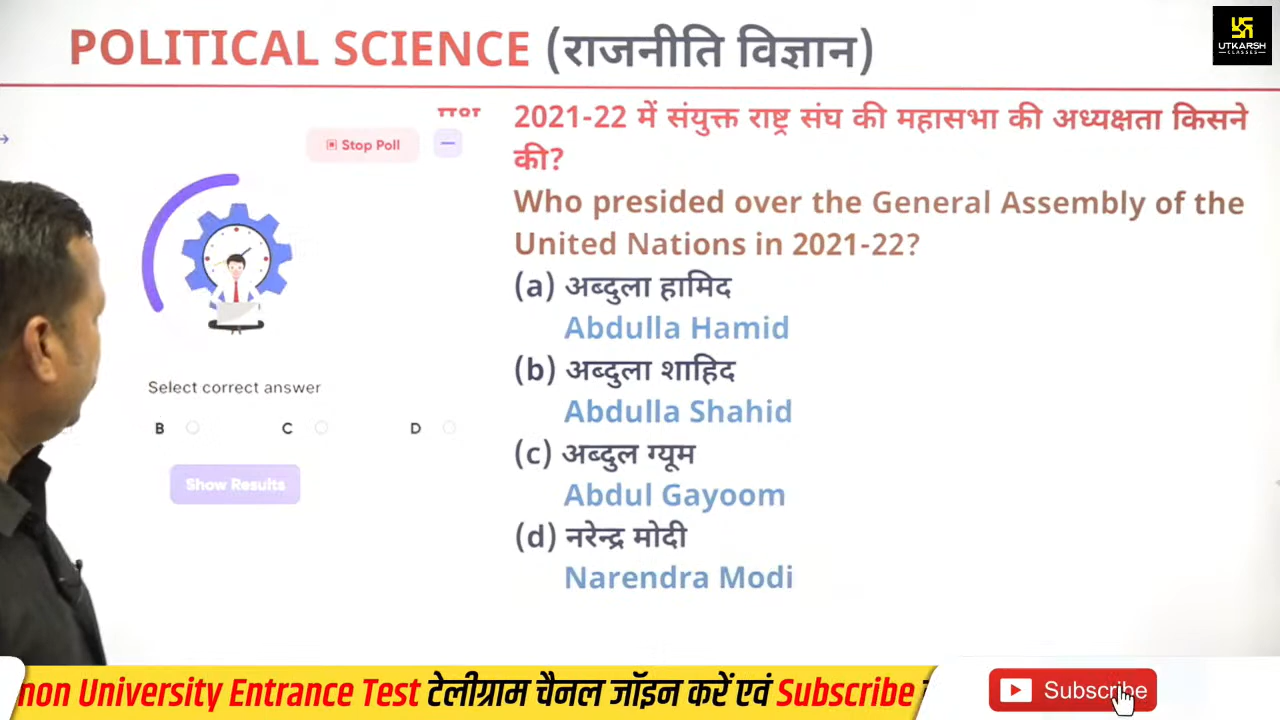 POLITICAL SCIENCE (राजनीति विज्ञान)
UTKARSH
CLASSES
2021-22 में संयुक्त राष्ट्र संघ की महासभा की अध्यक्षता किसने
की?
Stop Poll
Who presided over the General Assembly of the
United Nations in 2021-22?
(a) अब्दुला हामिद
Abdulla Hamid
(b) अब्दुला शाहिद
Abdulla Shahid
Select correct answer
B C D
(c) अब्दुल ग्यूम
Abdul Gayoom
Show Results
(d) नरेन्द्र मोदी
Narendra Modi
University Entrance Test टेलीग्राम चैनल जॉइन करें एवं Subscribe
Subscribe